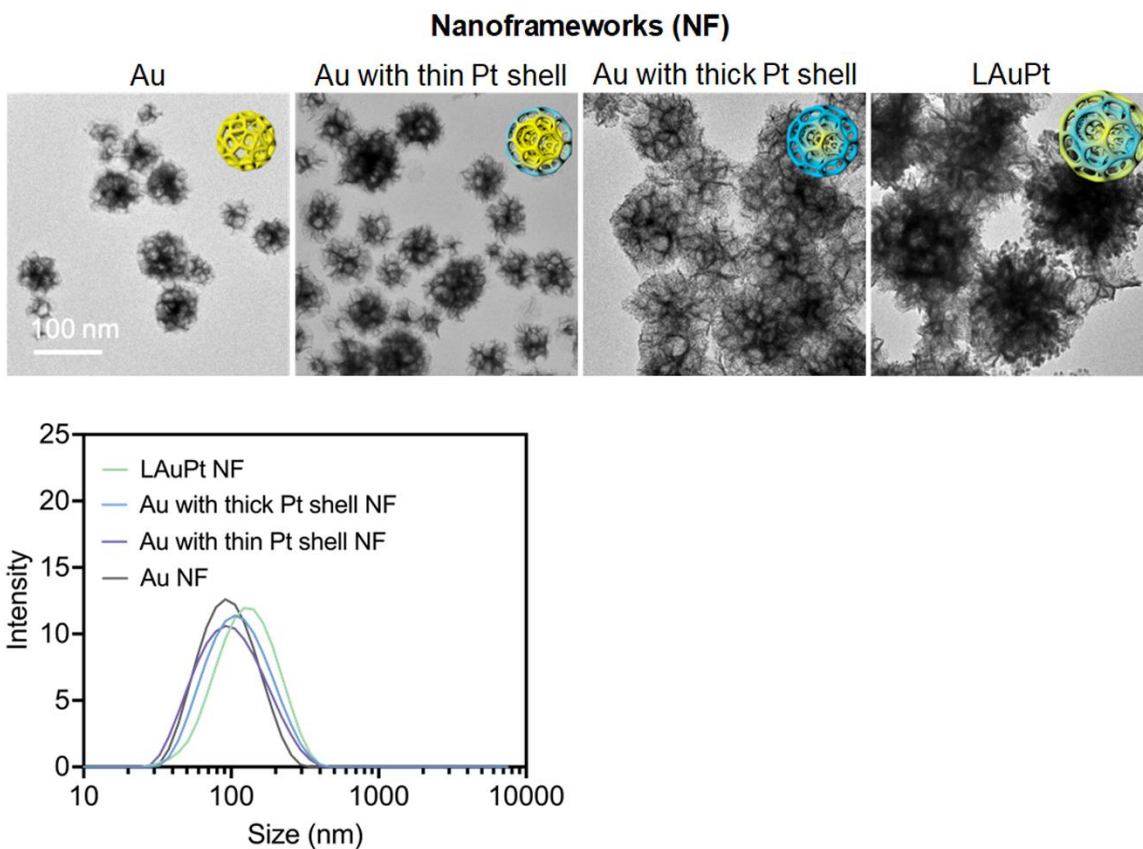 Nanoframeworks (NF)
Au
Au with thin Pt shell
Au with thick Pt shell
LAuPt
100 nm
25
20
15
10
5
0
Intensity
LAuPt NF
Au with thick Pt shell NF
Au with thin Pt shell NF
Au NF
10
100
1000
10000
Size (nm)